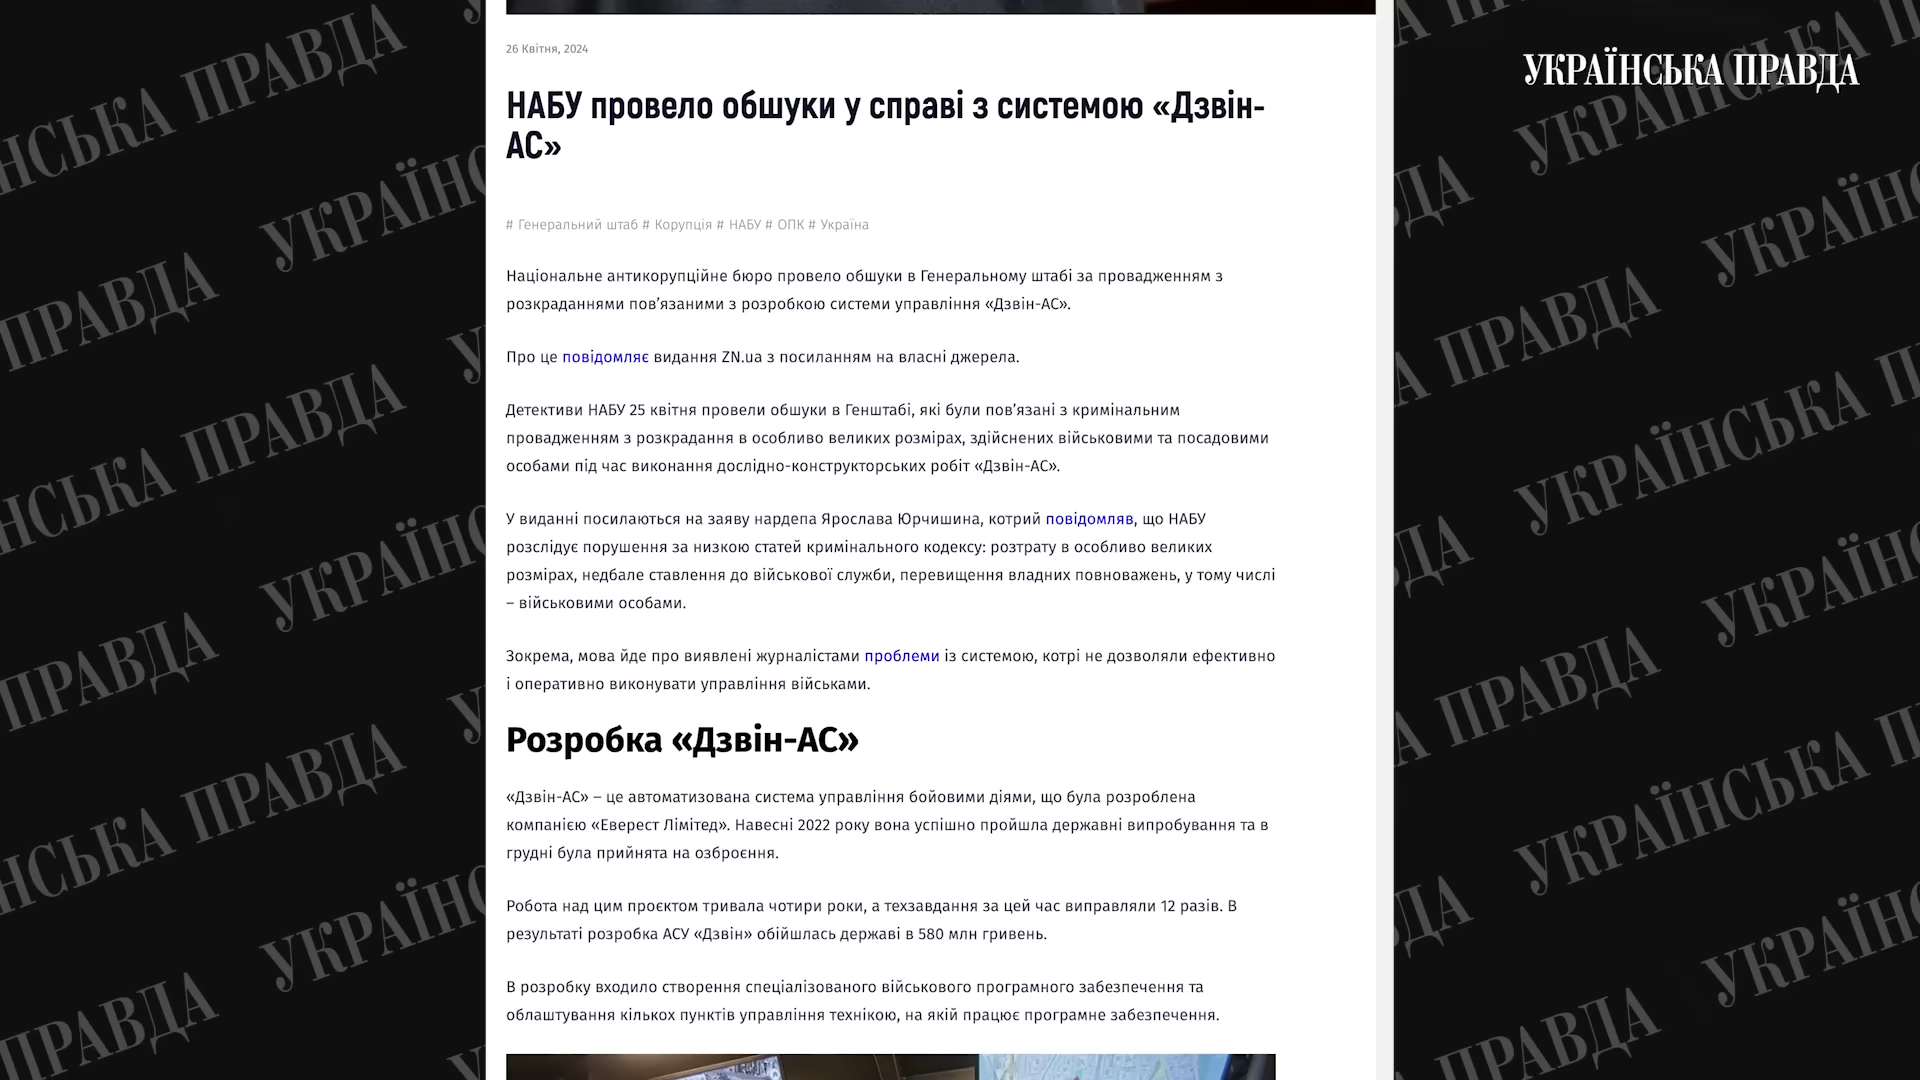 УКРАЇНСЬКА ПРАВДА
26 Квітня, 2024
НАБУ провело обшуки у справі з системою «Дзвін-
АС»
# Генеральний штаб # Корупція # НАБУ # ОПК # Україна
Національне антикорупційне бюро провело обшуки в Генеральному штабі за провадженням з
розкраданнями пов’язаними з розробкою системи управління «Дзвін-АС».
Про це повідомляє видання ZN.ua з посиланням на власні джерела.
Детективи НАБУ 25 квітня провели обшуки в Генштабі, які були пов’язані з кримінальним
провадженням з розкрадання в особливо великих розмірах, здійснених військовими та посадовими
особами під час виконання дослідно-конструкторських робіт «Дзвін-АС».
У виданні посилаються на заяву нардепа Ярослава Юрчишина, котрий повідомляв, що НАБУ
розслідує порушення за низкою статей кримінального кодексу: розтрату в особливо великих
розмірах, недбале ставлення до військової служби, перевищення владних повноважень, у тому числі
– військовими особами.
Зокрема, мова йде про виявлені журналістами проблеми із системою, котрі не дозволяли ефективно
і оперативно виконувати управління військами.
Розробка «Дзвін-АС»
«Дзвін-АС» – це автоматизована система управління бойовими діями, що була розроблена
компанією «Еверест Лімітед». Навесні 2022 року вона успішно пройшла державні випробування та в
грудні була прийнята на озброєння.
Робота над цим проєктом тривала чотири роки, а техзавдання за цей час виправляли 12 разів. В
результаті розробка АСУ «Дзвін» обійшлась державі в 580 млн гривень.
В розробку входило створення спеціалізованого військового програмного забезпечення та
облаштування кількох пунктів управління технікою, на якій працює програмне забезпечення.